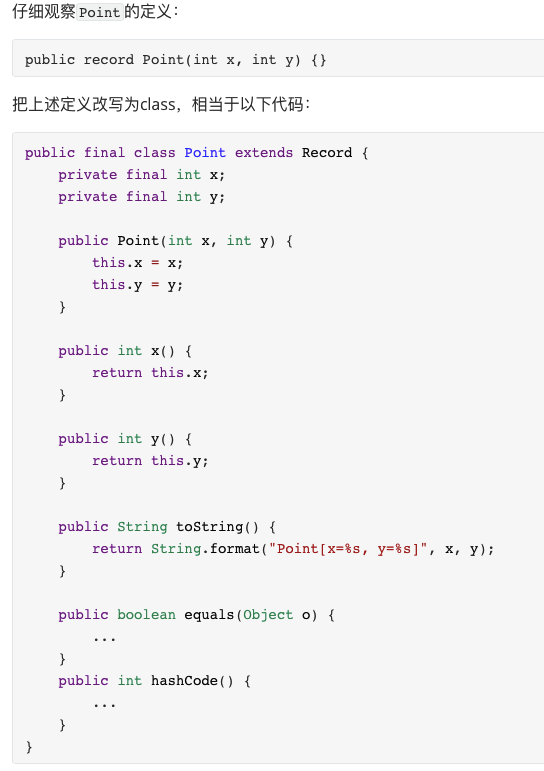 仔细观察Point的定义：
public record Point(int x, int y) {}
把上述定义改写为class，相当于以下代码：
public final class Point extends Record {
    private final int x;
    private final int y;

    public Point(int x, int y) {
        this.x = x;
        this.y = y;
    }

    public int x() {
        return this.x;
    }

    public int y() {
        return this.y;
    }

    public String toString() {
        return String.format("Point[x=%s, y=%s]", x, y);
    }

    public boolean equals(Object o) {
        ...
    }
    public int hashCode() {
        ...
    }
}